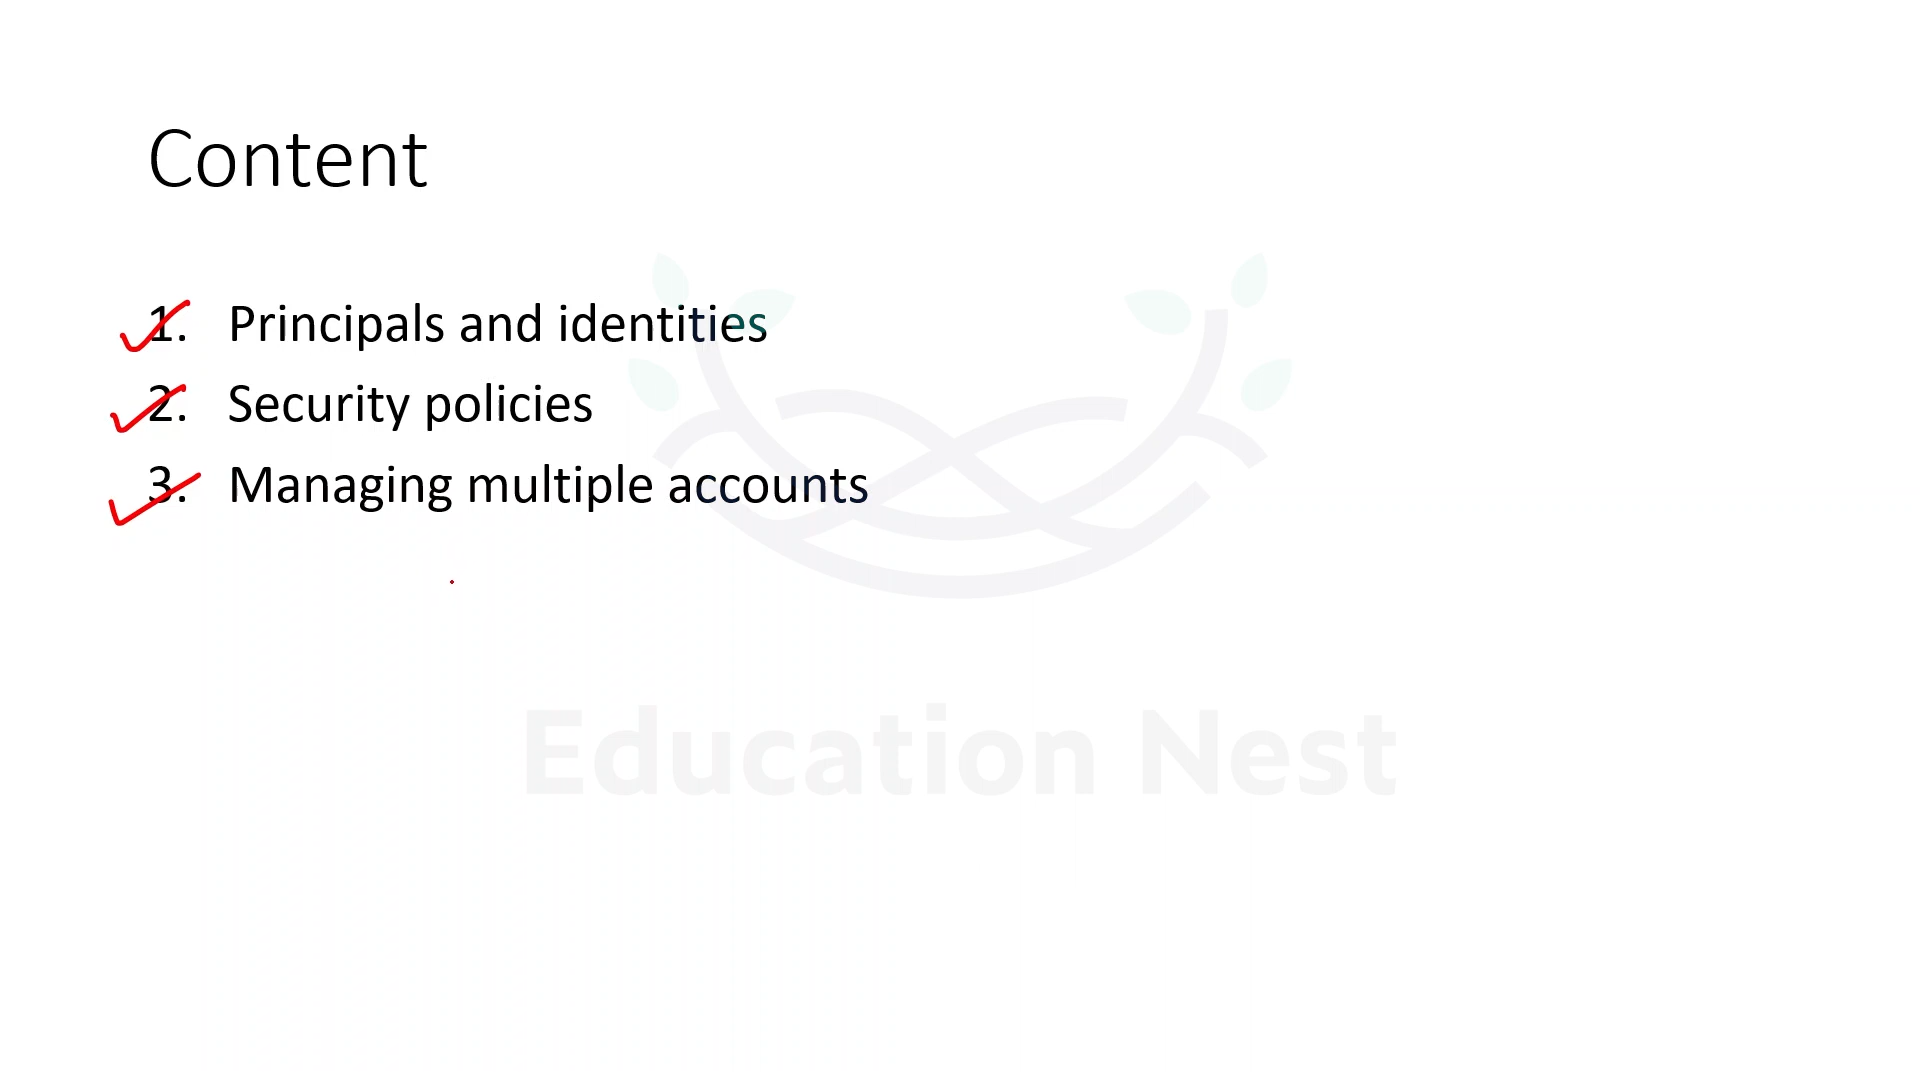 Content
1. Principals and identities
2. Security policies
3. Managing multiple accounts
Education Nest